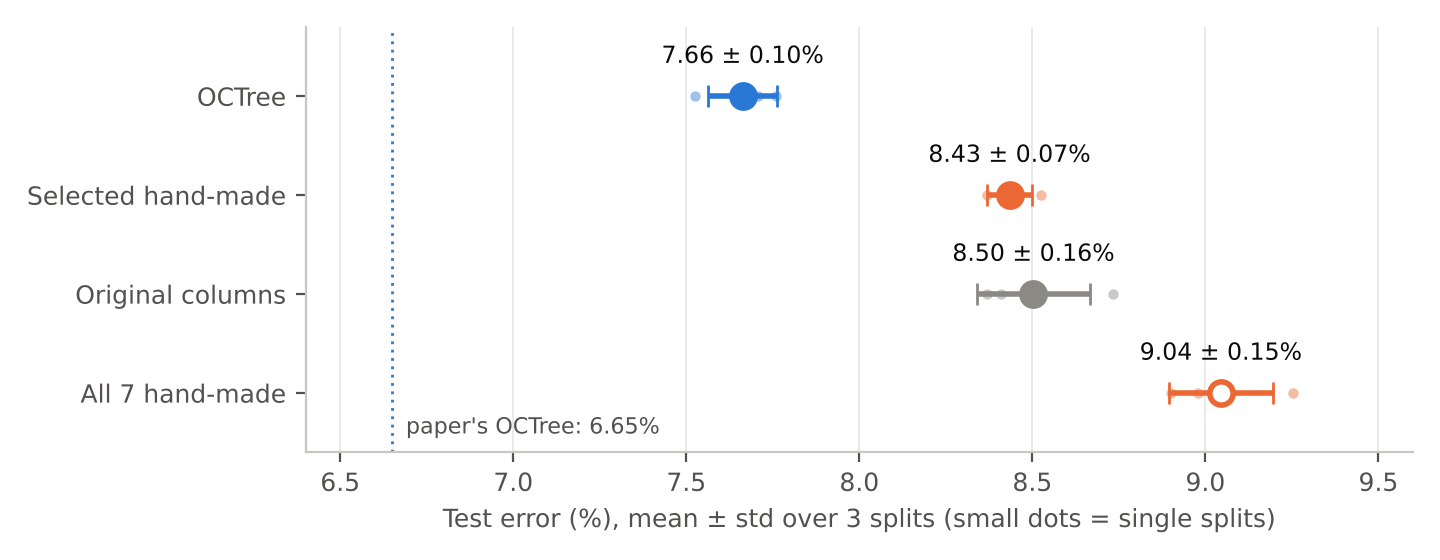 7.66 ± 0.10%
OCTree
8.43 ± 0.07%
Selected hand-made
8.50 ± 0.16%
Original columns
9.04 ± 0.15%
All 7 hand-made
paper's OCTree: 6.65%
6.5 7.0 7.5 8.0 8.5 9.0 9.5
Test error (%), mean ± std over 3 splits (small dots = single splits)